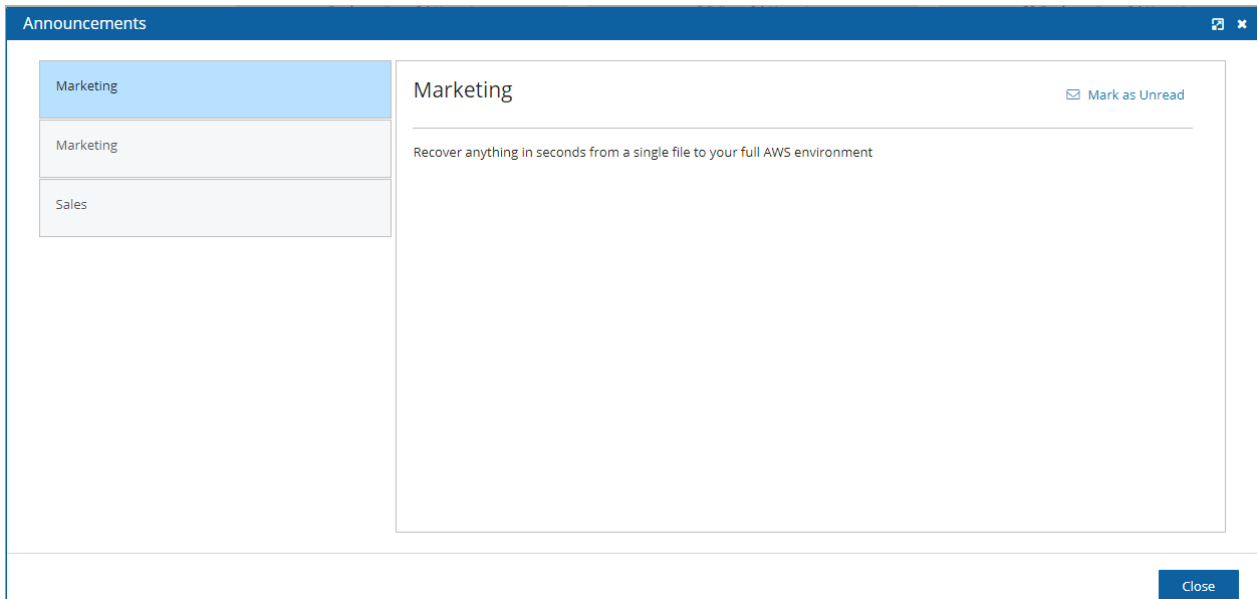 Announcements
Marketing
Marketing
Sales
Marketing
Mark as Unread
Recover anything in seconds from a single file to your full AWS environment
Close